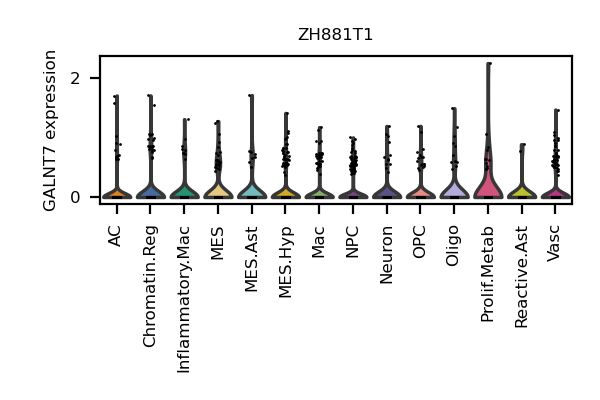 ZH881T1
GALNT7 expression
2
0
AC
Chromatin.Reg
Inflammatory.Mac
MES
MES.Ast
MES.Hyp
Mac
NPC
Neuron
OPC
Oligo
Prolif.Metab
Reactive.Ast
Vasc